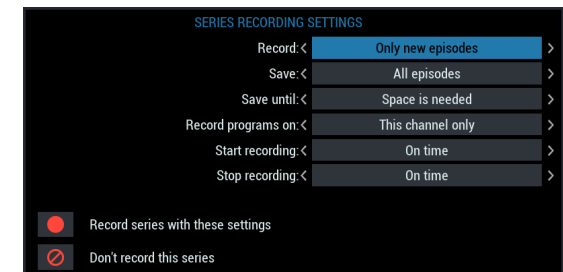 SERIES RECORDING SETTINGS
Record: < Only new episodes >
Save: < All episodes >
Save until: < Space is needed >
Record programs on: < This channel only >
Start recording: < On time >
Stop recording: < On time >
Record series with these settings
Don't record this series